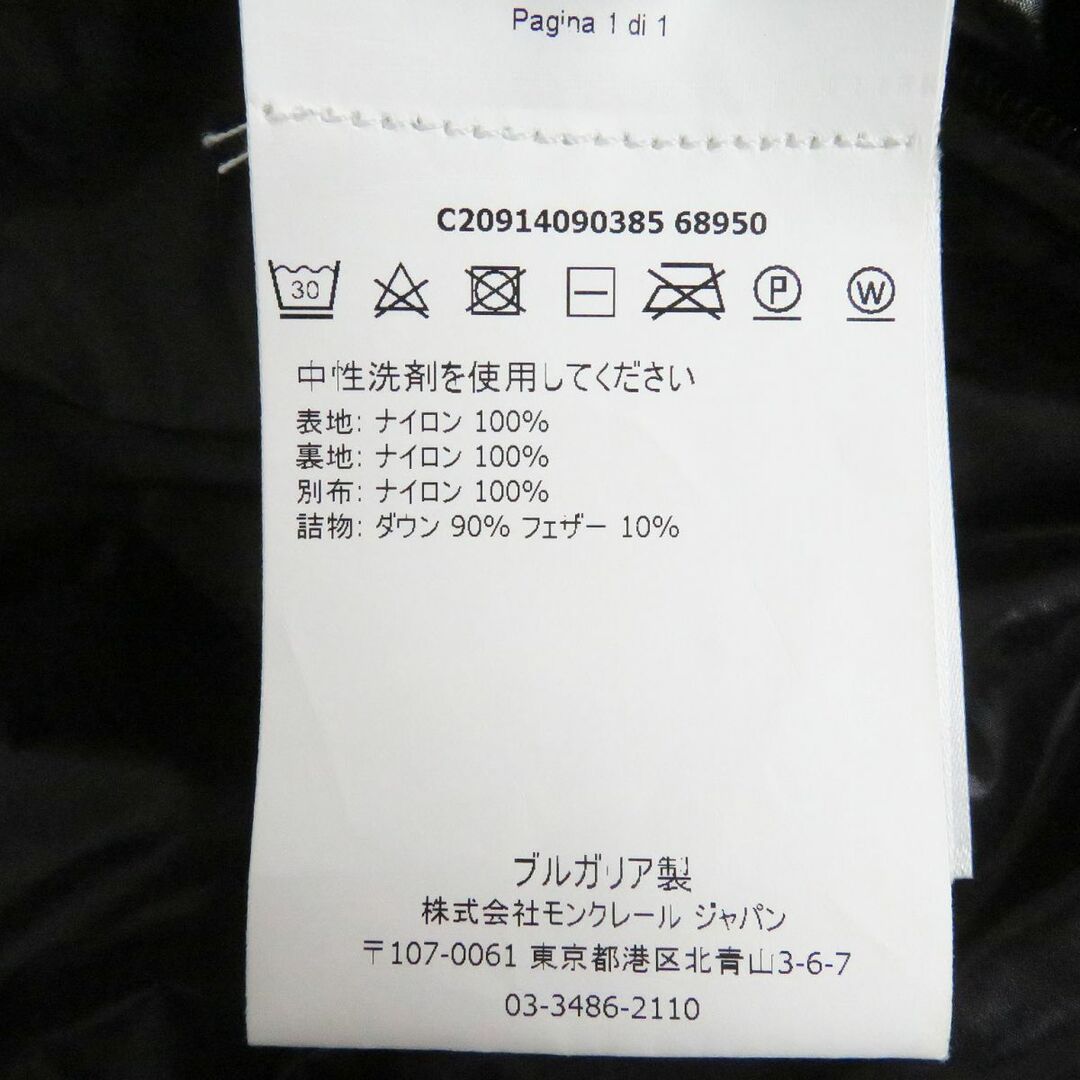 Pagina 1 di 1
C20914090385 68950
30 P W
中性洗剤を使用してください
表地: ナイロン 100%
裏地: ナイロン 100%
別布: ナイロン 100%
詰物: ダウン 90% フェザー 10%
ブルガリア製
株式会社モンクレール ジャパン
〒107-0061 東京都港区北青山3-6-7
03-3486-2110